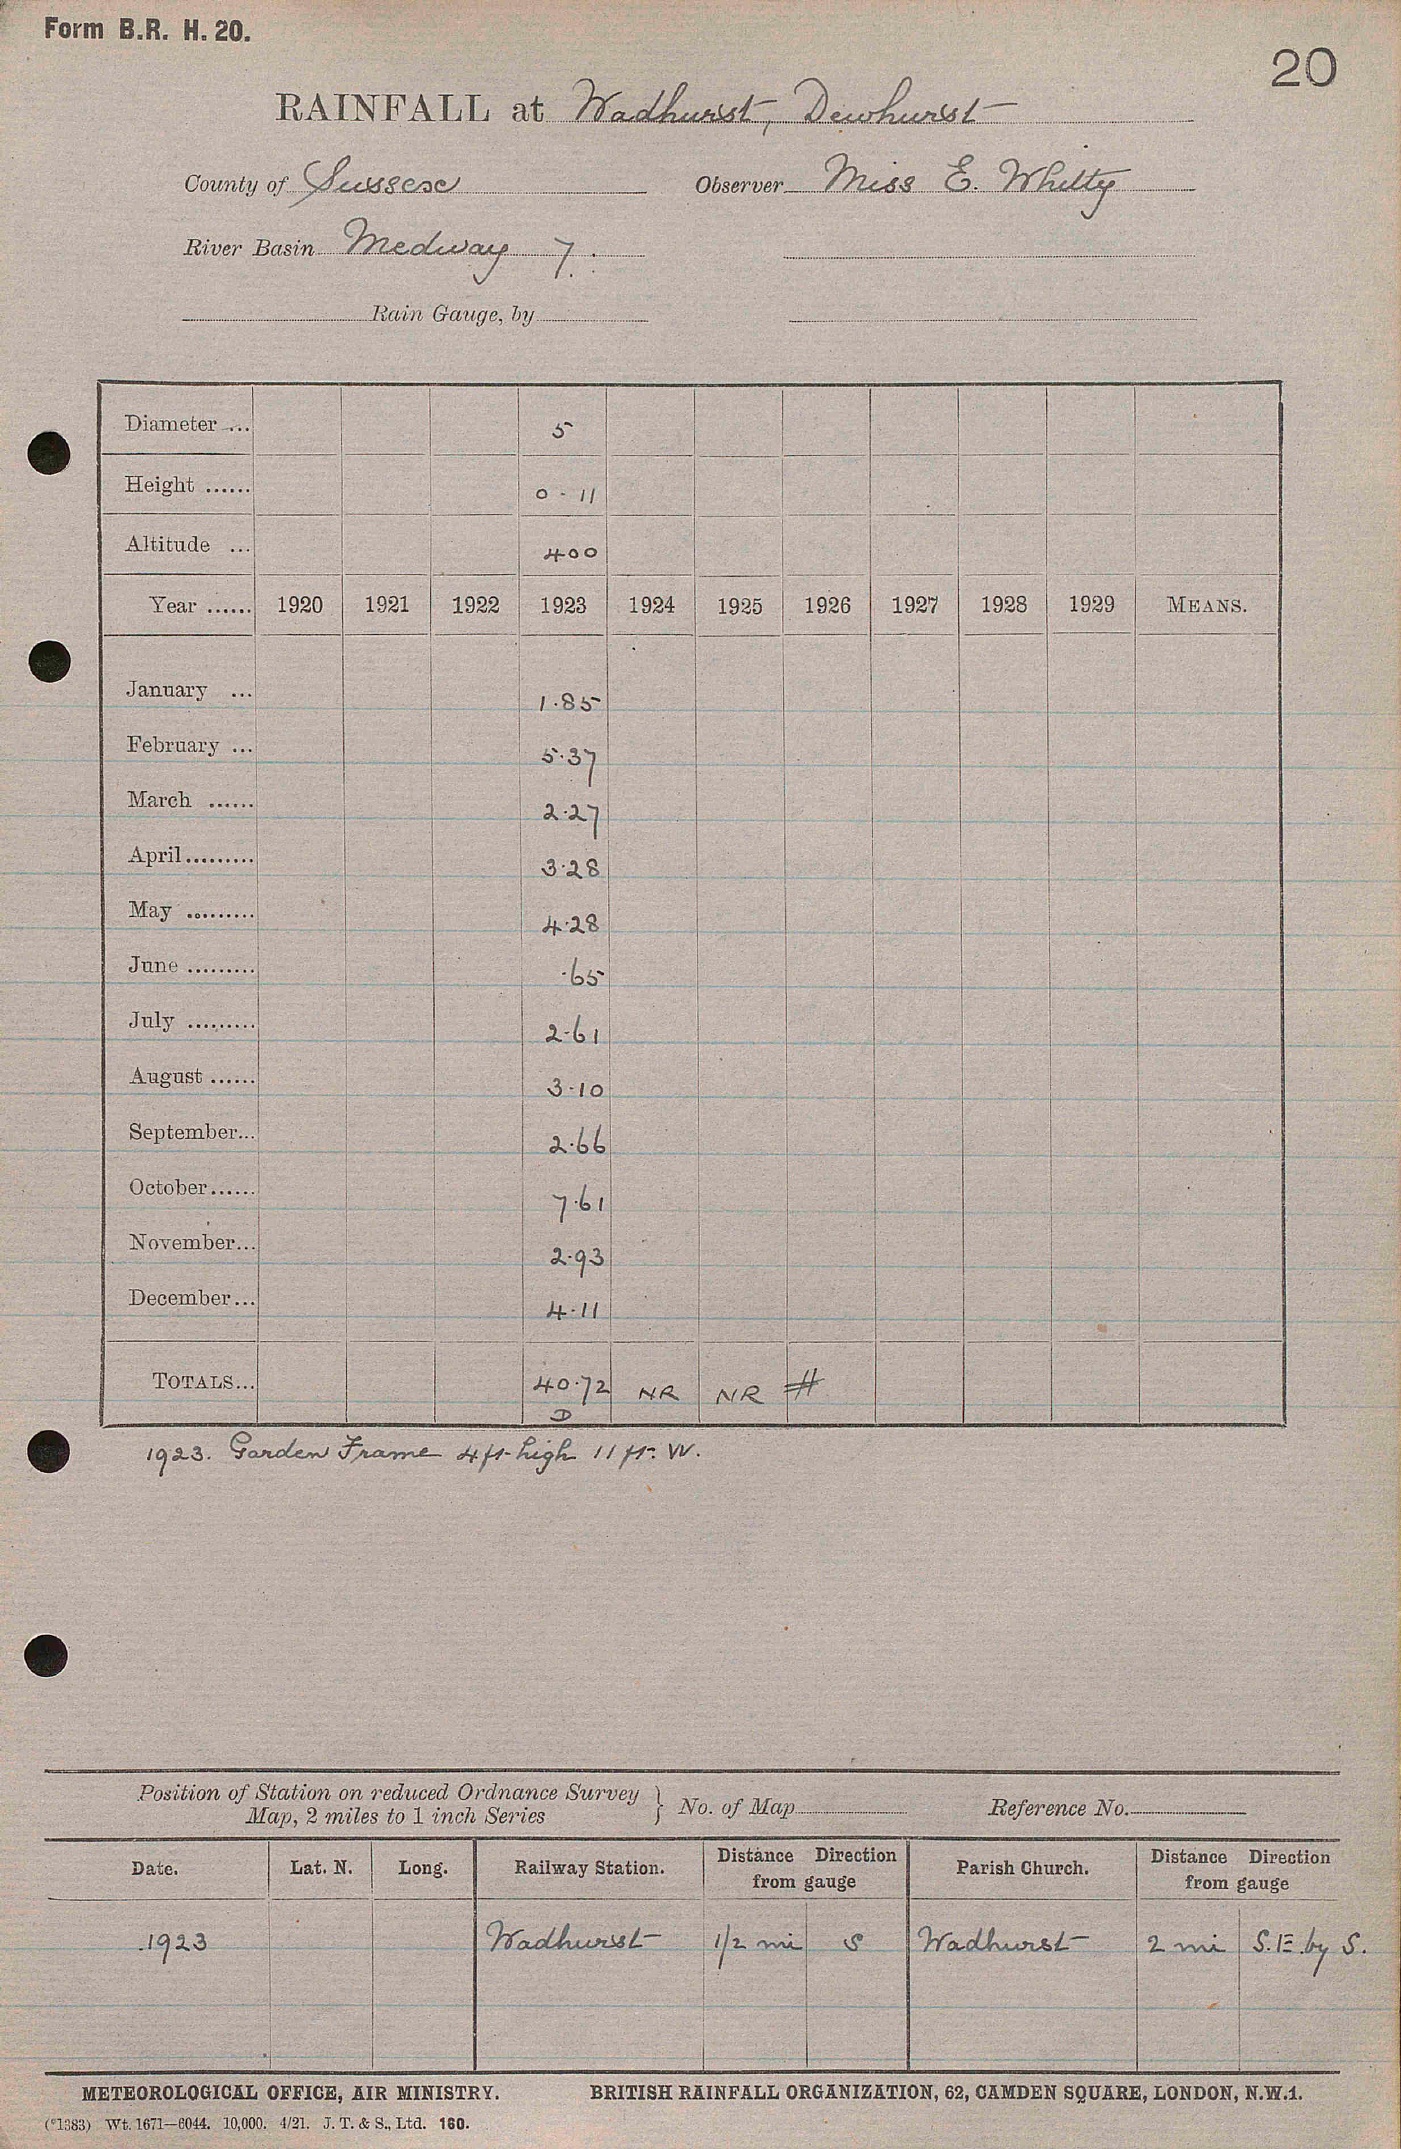 Form B.R. H. 20.
20
RAINFALL at Wadhurst, Dewhurst
County of Sussex Observer Miss E. Whitty
River Basin Medway 7.
Rain Gauge, by
Diameter ... 5
Height ...... 0 - 11
Altitude ... 400
Year ...... 1920 1921 1922 1923 1924 1925 1926 1927 1928 1929 MEANS.
January ... 1.85
February ... 5.37
March ...... 2.27
April ......... 3.28
May ......... 4.28
June ......... .65
July ......... 2.61
August ...... 3.10
September... 2.66
October ...... 7.61
November... 2.93
December... 4.11
TOTALS... 40.72 NR NR #
D
1923. Garden Frame 4 ft. high 11 ft. W.
Position of Station on reduced Ordnance Survey
Map, 2 miles to 1 inch Series } No. of Map Reference No.
Date. Lat. N. Long. Railway Station. Distance Direction from gauge Parish Church. Distance Direction from gauge
1923 Wadhurst 1/2 mi S Wadhurst 2 mi S.E. by S.
METEOROLOGICAL OFFICE, AIR MINISTRY. BRITISH RAINFALL ORGANIZATION, 62, CAMDEN SQUARE, LONDON, N.W.1.
(*1383) Wt. 1671—6044. 10,000. 4/21. J. T. & S., Ltd. 160.